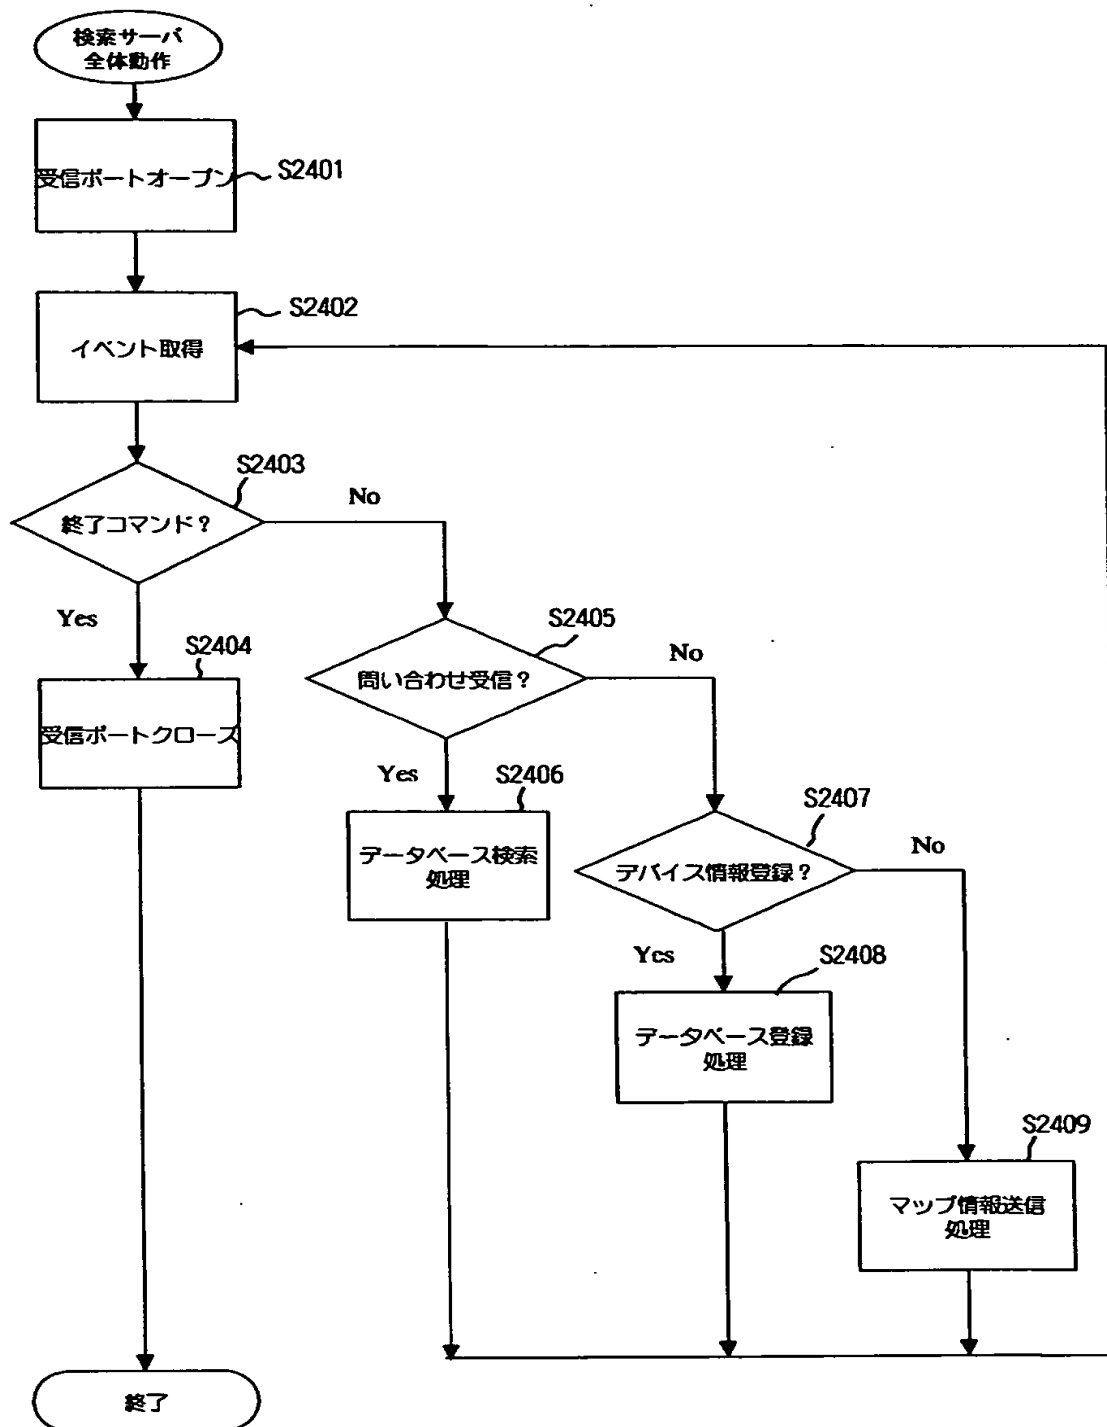 検索サーバ
全体動作
受信ポートオープン
S2401
S2402
イベント取得
S2403
終了コマンド？
No
Yes
S2404
受信ポートクローズ
S2405
問い合わせ受信？
No
Yes
S2406
データベース検索
処理
S2407
デバイス情報登録？
No
Yes
S2408
データベース登録
処理
S2409
マップ情報送信
処理
終了